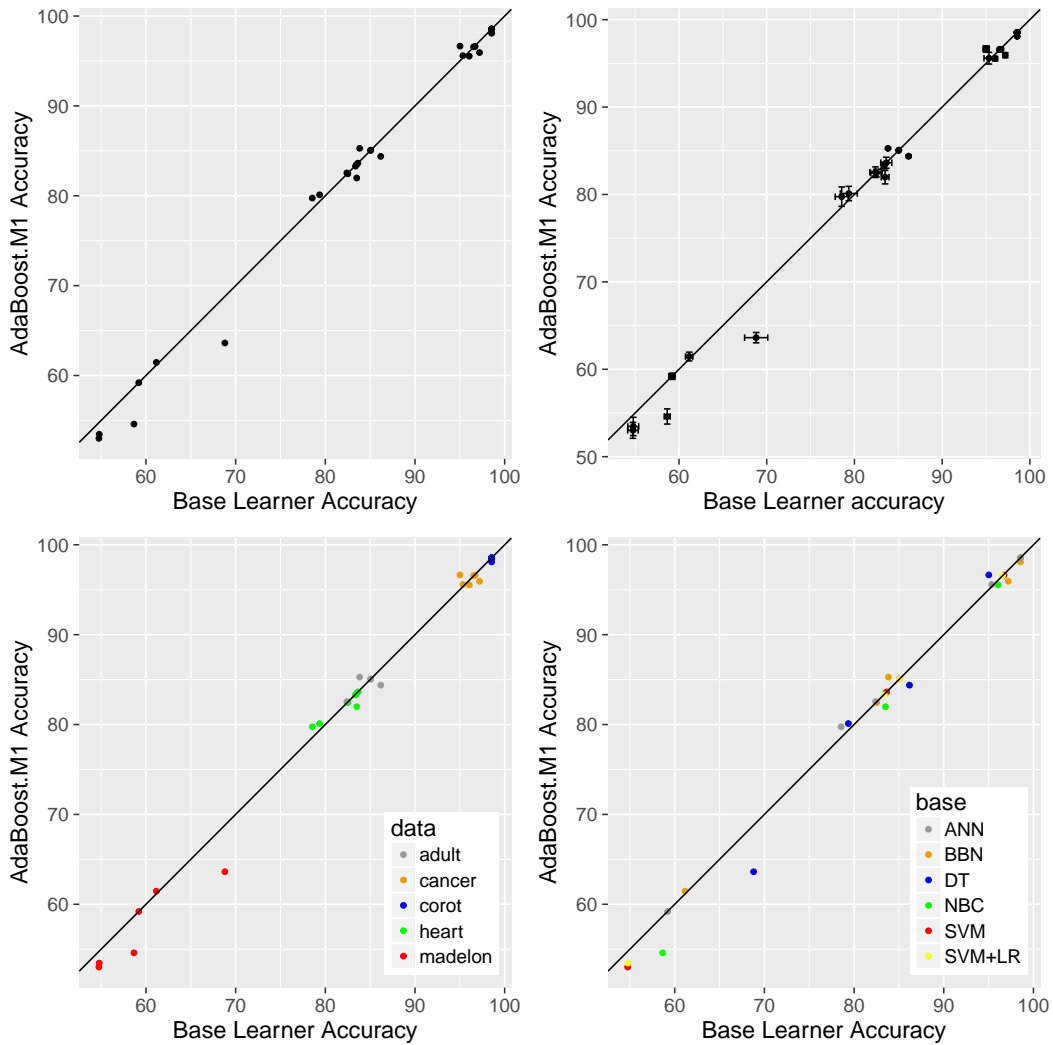 AdaBoost.M1 Accuracy
100
90
80
70
60
60 70 80 90 100
Base Learner Accuracy
AdaBoost.M1 Accuracy
100
90
80
70
60
50
60 70 80 90 100
Base Learner accuracy
AdaBoost.M1 Accuracy
100
90
80
70
60
60 70 80 90 100
Base Learner Accuracy
data
adult
cancer
corot
heart
madelon
AdaBoost.M1 Accuracy
100
90
80
70
60
60 70 80 90 100
Base Learner Accuracy
base
ANN
BBN
DT
NBC
SVM
SVM+LR